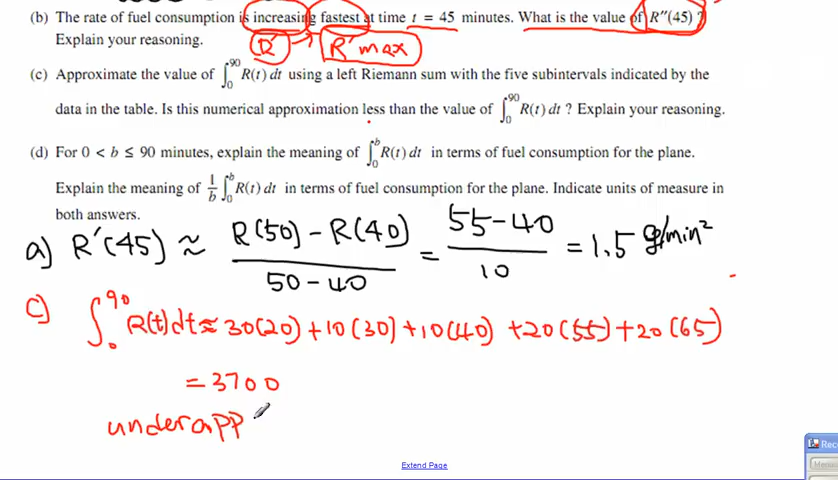 (b) The rate of fuel consumption is increasing fastest at time t = 45 minutes. What is the value of R″(45) ?
Explain your reasoning.
R′ → R′ max
(c) Approximate the value of ∫₀⁹⁰ R(t) dt using a left Riemann sum with the five subintervals indicated by the
data in the table. Is this numerical approximation less than the value of ∫₀⁹⁰ R(t) dt ? Explain your reasoning.
(d) For 0 < b ≤ 90 minutes, explain the meaning of ∫₀ᵇ R(t) dt in terms of fuel consumption for the plane.
Explain the meaning of 1/b ∫₀ᵇ R(t) dt in terms of fuel consumption for the plane. Indicate units of measure in
both answers.
a) R′(45) ≈ (R(50) − R(40))/(50 − 40) = (55 − 40)/10 = 1.5 g/min²
c) ∫₀⁹⁰ R(t)dt ≈ 30(20) + 10(30) + 10(40) + 20(55) + 20(65)
= 3700
underapp
Extend Page